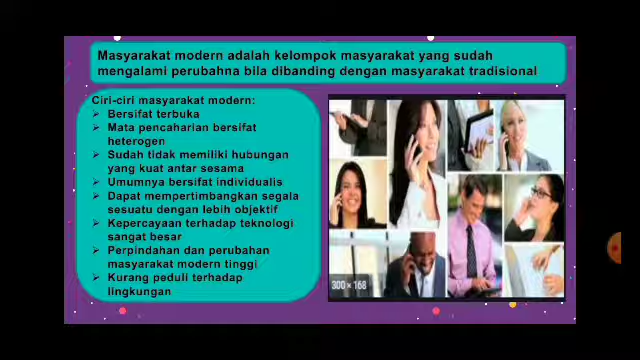 Masyarakat modern adalah kelompok masyarakat yang sudah
mengalami perubahna bila dibanding dengan masyarakat tradisional
Ciri-ciri masyarakat modern:
➢ Bersifat terbuka
➢ Mata pencaharian bersifat
heterogen
➢ Sudah tidak memiliki hubungan
yang kuat antar sesama
➢ Umumnya bersifat individualis
➢ Dapat mempertimbangkan segala
sesuatu dengan lebih objektif
➢ Kepercayaan terhadap teknologi
sangat besar
➢ Perpindahan dan perubahan
masyarakat modern tinggi
➢ Kurang peduli terhadap
lingkungan
300 × 168